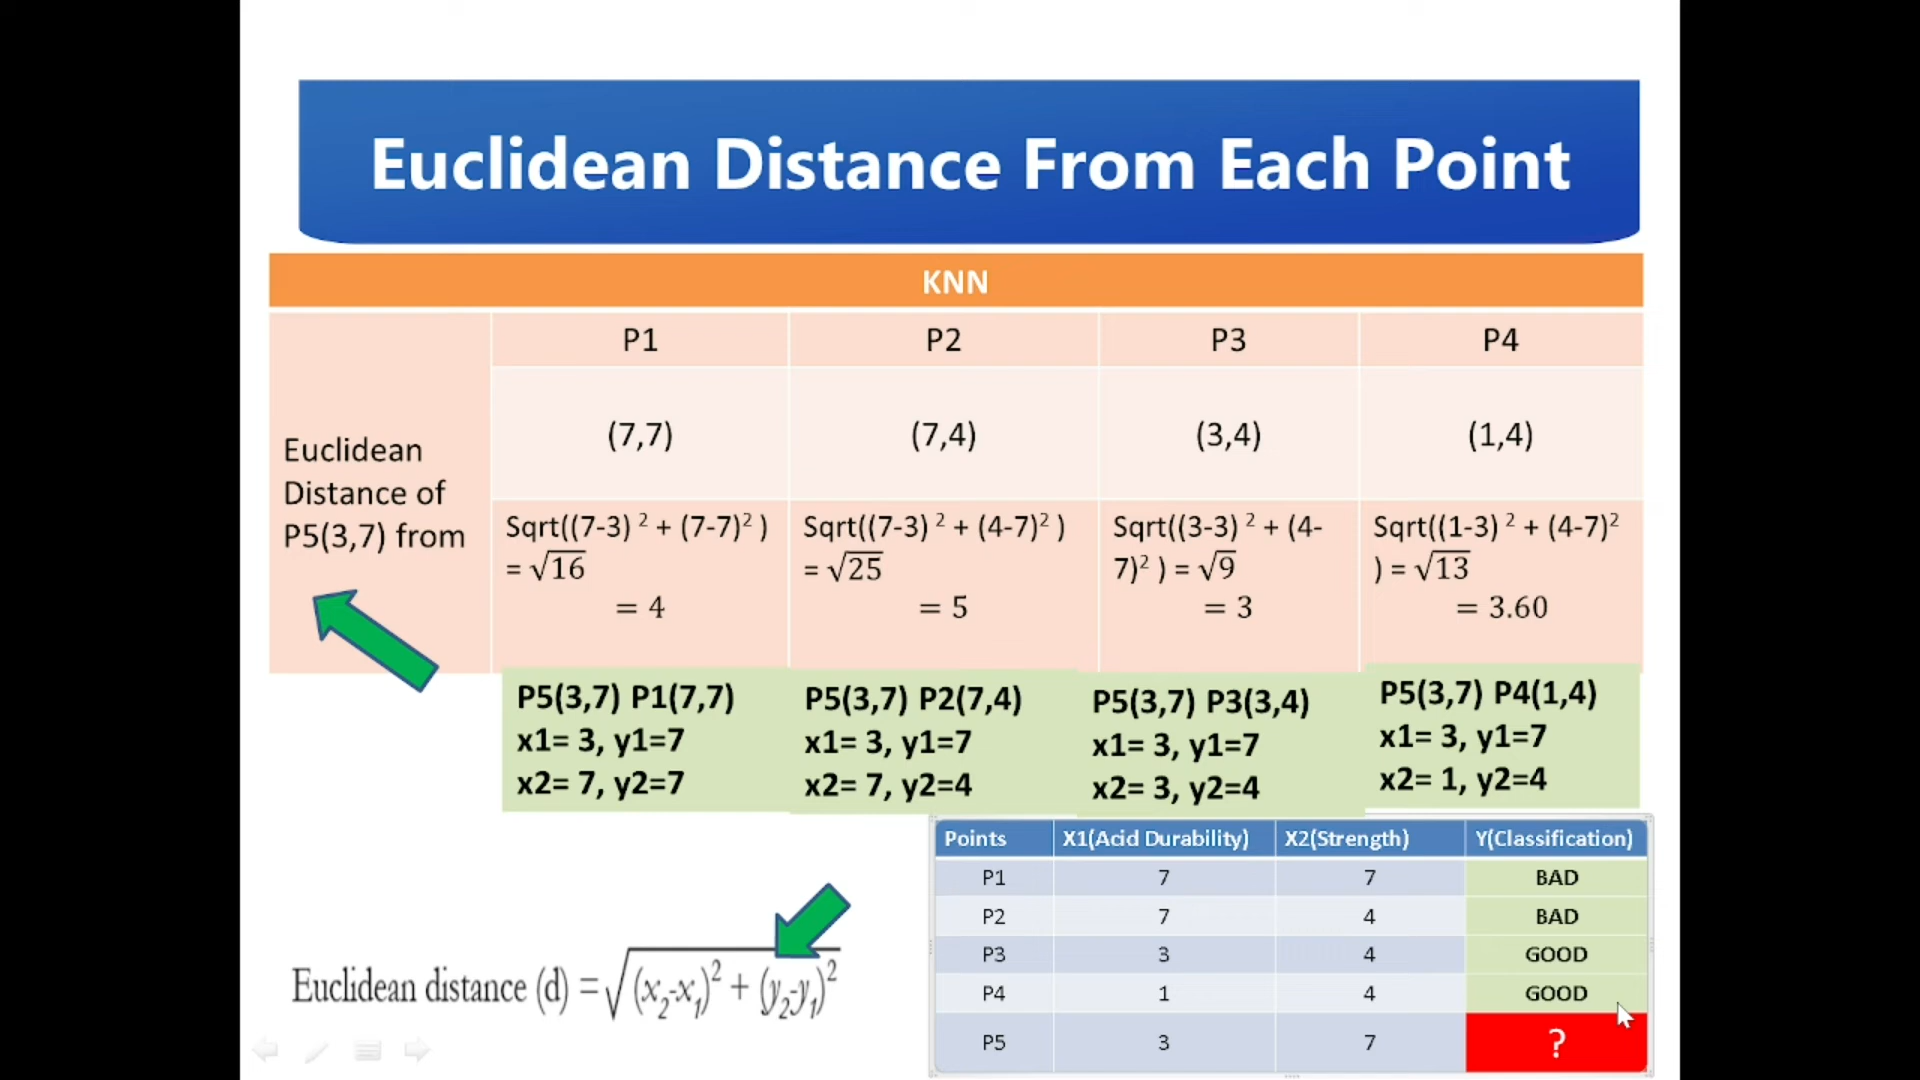 Euclidean Distance From Each Point
KNN
Euclidean
Distance of
P5(3,7) from
P1
P2
P3
P4
(7,7)
(7,4)
(3,4)
(1,4)
Sqrt((7-3) ² + (7-7)² )
= √16
= 4
Sqrt((7-3) ² + (4-7)² )
= √25
= 5
Sqrt((3-3) ² + (4-
7)² ) = √9
= 3
Sqrt((1-3) ² + (4-7)²
) = √13
= 3.60
P5(3,7) P1(7,7)
x1= 3, y1=7
x2= 7, y2=7
P5(3,7) P2(7,4)
x1= 3, y1=7
x2= 7, y2=4
P5(3,7) P3(3,4)
x1= 3, y1=7
x2= 3, y2=4
P5(3,7) P4(1,4)
x1= 3, y1=7
x2= 1, y2=4
Euclidean distance (d) = √(x₂-x₁)² + (y₂-y₁)²
Points X1(Acid Durability) X2(Strength) Y(Classification)
P1 7 7 BAD
P2 7 4 BAD
P3 3 4 GOOD
P4 1 4 GOOD
P5 3 7 ?